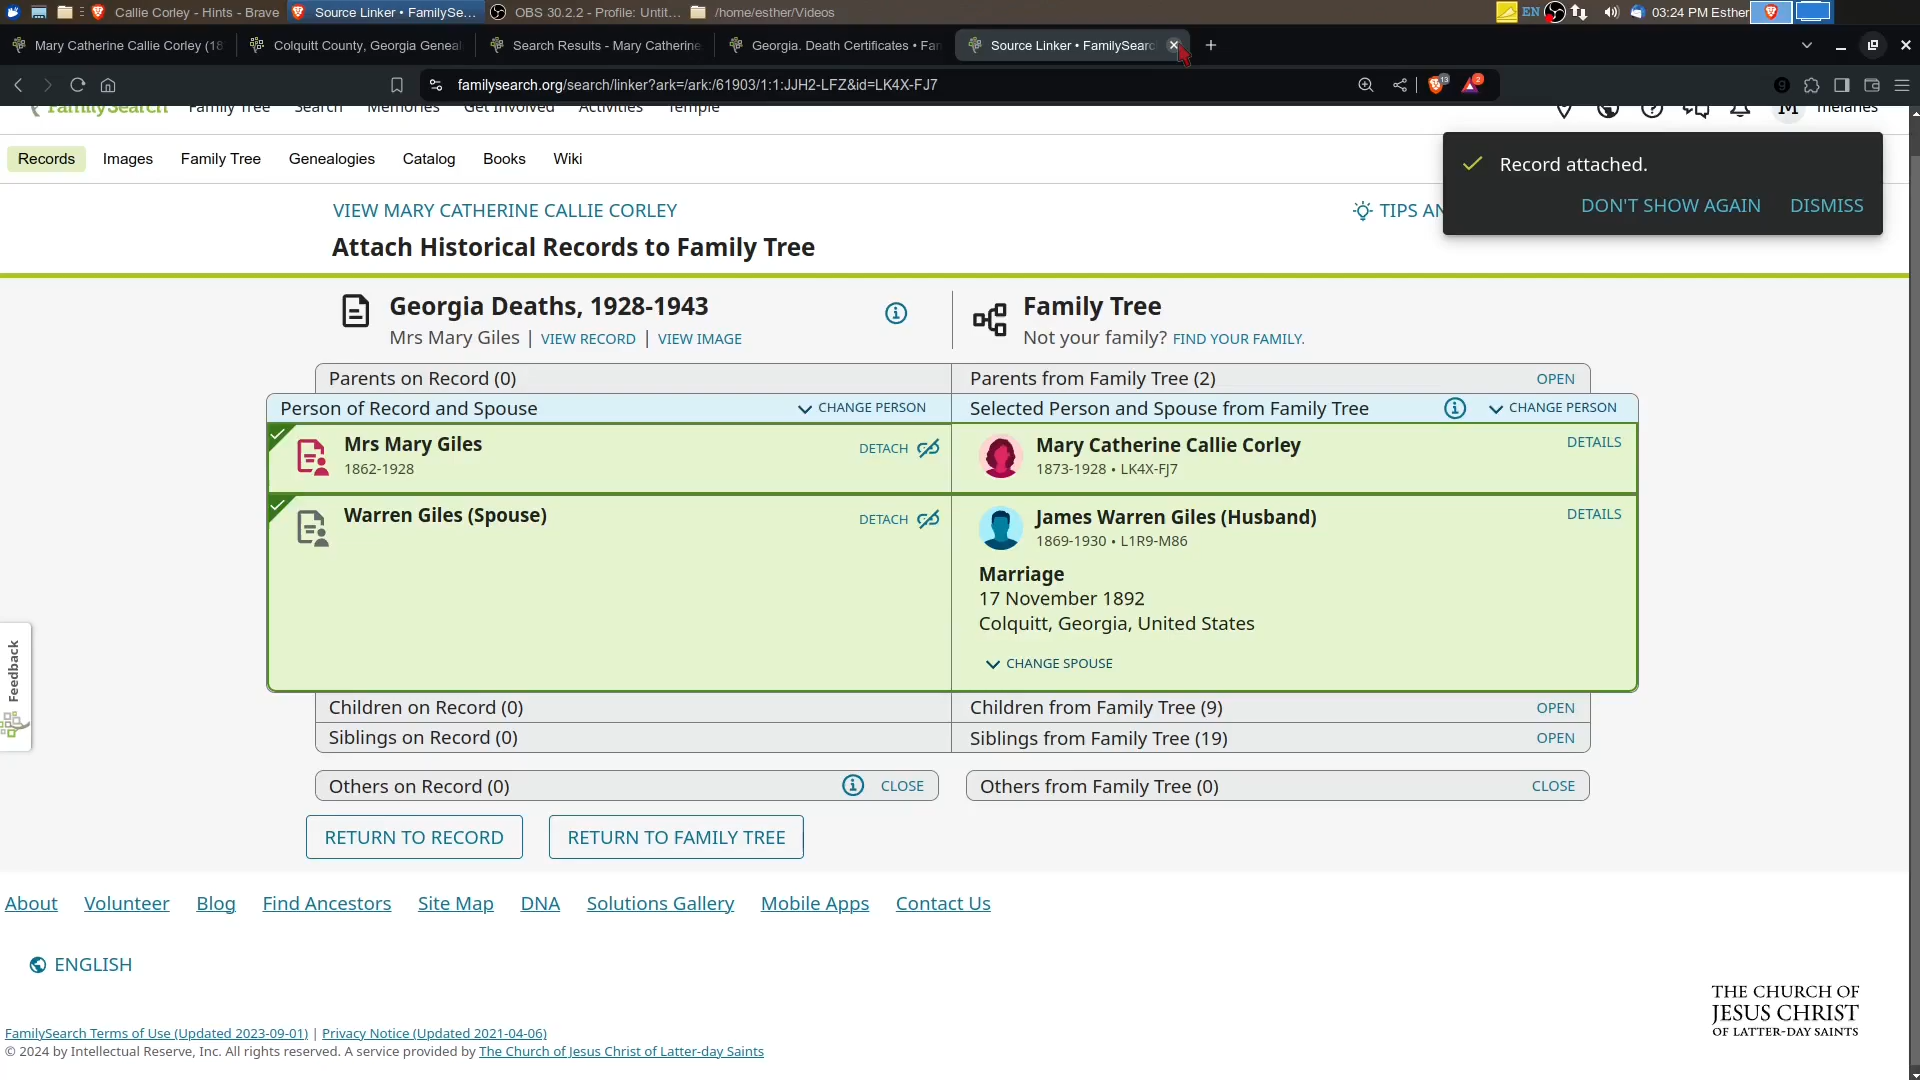 Callie Corley - Hints - Brave
Source Linker • FamilySe...
OBS 30.2.2 - Profile: Untit...
/home/esther/Videos
EN
03:24 PM Esther
Mary Catherine Callie Corley (18
Colquitt County, Georgia Geneal
Search Results - Mary Catherine
Georgia. Death Certificates • Fam
Source Linker • FamilySearc
familysearch.org/search/linker?ark=/ark:/61903/1:1:JJH2-LFZ&id=LK4X-FJ7
13
2
FamilySearch
Family Tree
Search
Memories
Get Involved
Activities
Temple
M
melanes
Records
Images
Family Tree
Genealogies
Catalog
Books
Wiki
Record attached.
DON'T SHOW AGAIN
DISMISS
VIEW MARY CATHERINE CALLIE CORLEY
TIPS AN
Attach Historical Records to Family Tree
Georgia Deaths, 1928-1943
Mrs Mary Giles | VIEW RECORD | VIEW IMAGE
Family Tree
Not your family? FIND YOUR FAMILY.
Parents on Record (0)
Parents from Family Tree (2)
OPEN
Person of Record and Spouse
CHANGE PERSON
Selected Person and Spouse from Family Tree
CHANGE PERSON
Mrs Mary Giles
1862-1928
DETACH
Mary Catherine Callie Corley
1873-1928 • LK4X-FJ7
DETAILS
Warren Giles (Spouse)
DETACH
James Warren Giles (Husband)
1869-1930 • L1R9-M86
DETAILS
Marriage
17 November 1892
Colquitt, Georgia, United States
CHANGE SPOUSE
Children on Record (0)
Children from Family Tree (9)
OPEN
Siblings on Record (0)
Siblings from Family Tree (19)
OPEN
Others on Record (0)
CLOSE
Others from Family Tree (0)
CLOSE
RETURN TO RECORD
RETURN TO FAMILY TREE
Feedback
About
Volunteer
Blog
Find Ancestors
Site Map
DNA
Solutions Gallery
Mobile Apps
Contact Us
ENGLISH
THE CHURCH OF
JESUS CHRIST
OF LATTER-DAY SAINTS
FamilySearch Terms of Use (Updated 2023-09-01) | Privacy Notice (Updated 2021-04-06)
© 2024 by Intellectual Reserve, Inc. All rights reserved. A service provided by The Church of Jesus Christ of Latter-day Saints